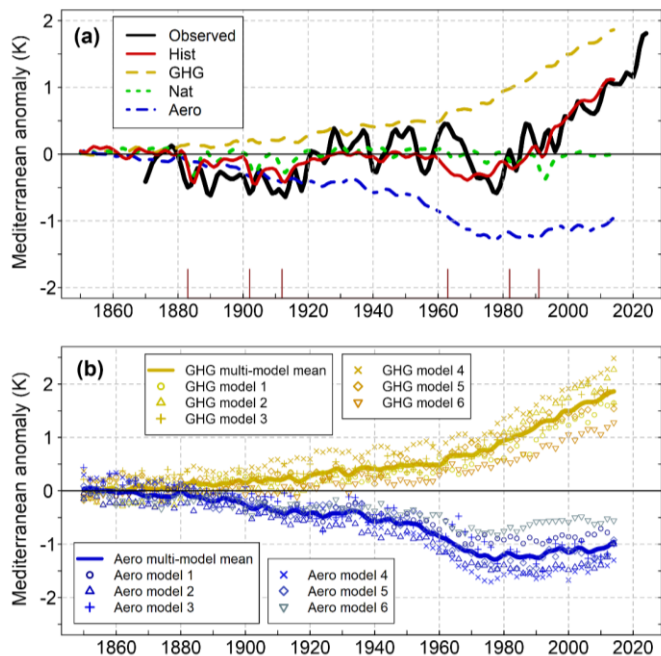 (a)
Observed
Hist
GHG
Nat
Aero
Mediterranean anomaly (K)
2
1
0
-1
-2
1860 1880 1900 1920 1940 1960 1980 2000 2020
(b)
GHG multi-model mean
GHG model 1
GHG model 2
GHG model 3
GHG model 4
GHG model 5
GHG model 6
Mediterranean anomaly (K)
2
1
0
-1
-2
Aero multi-model mean
Aero model 1
Aero model 2
Aero model 3
Aero model 4
Aero model 5
Aero model 6
1860 1880 1900 1920 1940 1960 1980 2000 2020